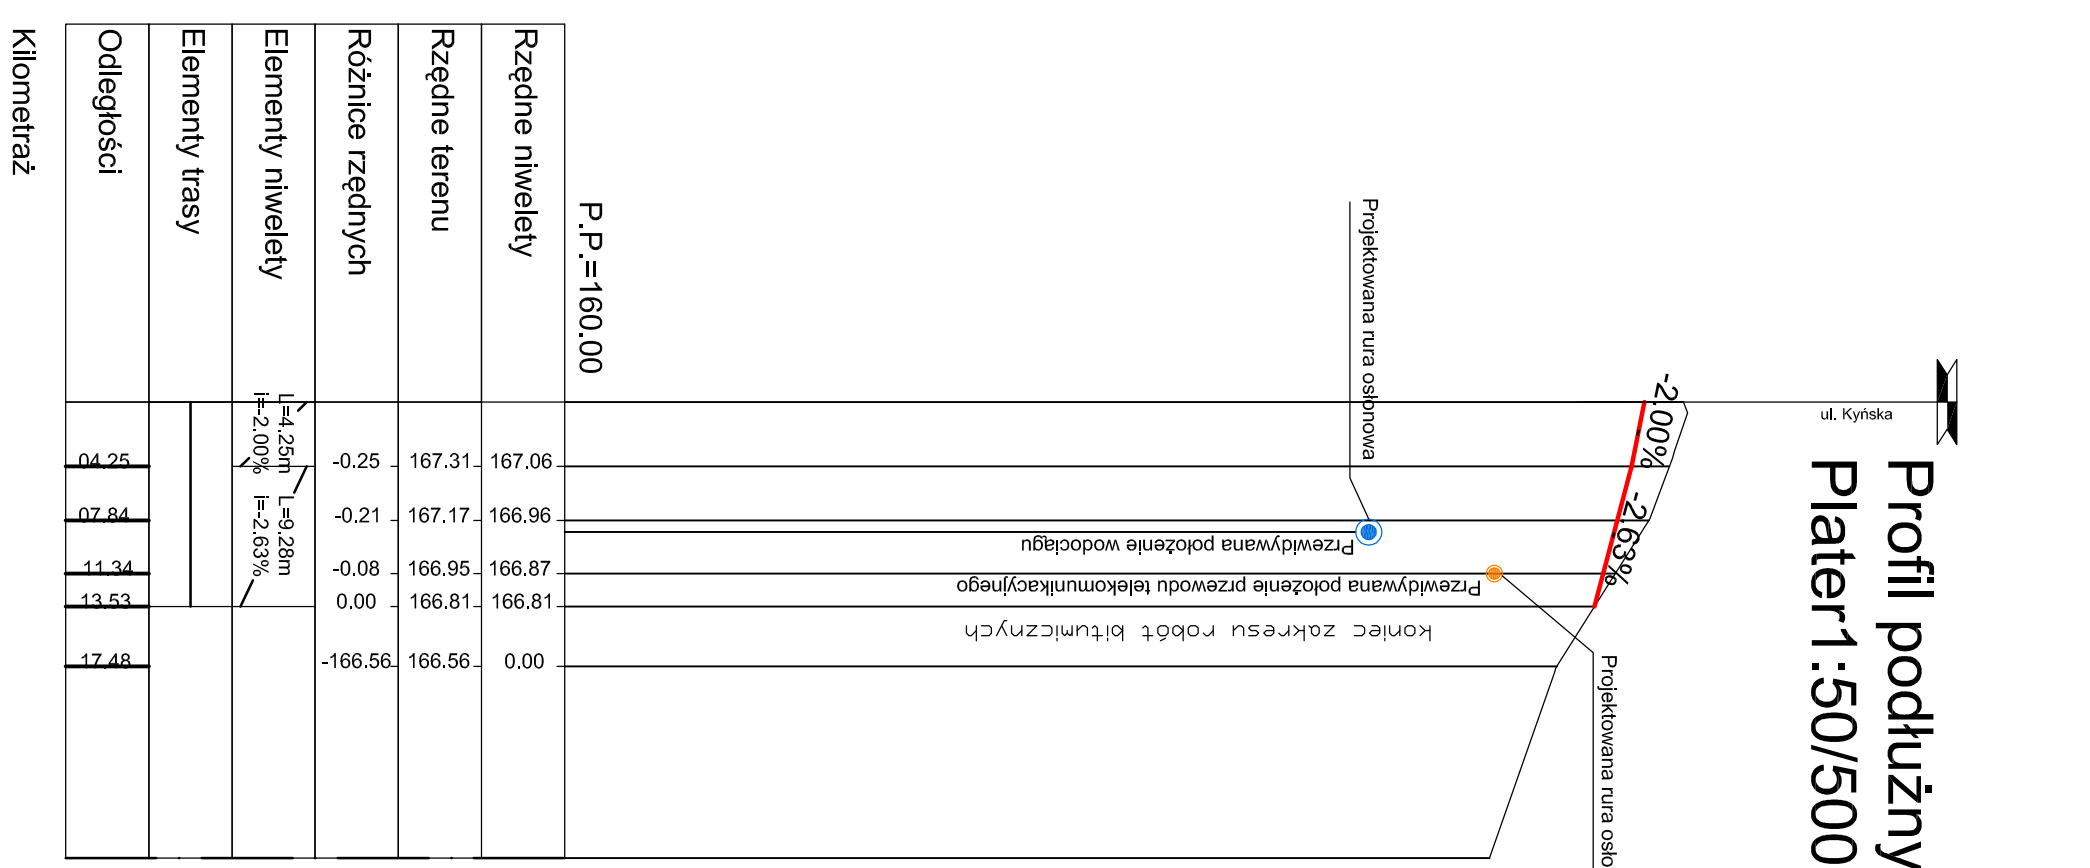 Profil podłużny
Plater1:50/500
ul. Kyńska
-2.00%
-2.63%
Projektowana rura osłonowa
Projektowana rura osło
Przewidywana położenie wodociągu
Przewidywana położenie przewodu telekomunikacyjnego
koniec zakresu robót bitumicznych
P.P.=160.00
Rzędne niwelety
167.06
166.96
166.87
166.81
0.00
Rzędne terenu
167.31
167.17
166.95
166.81
166.56
Różnice rzędnych
-0.25
-0.21
-0.08
0.00
-166.56
Elementy niwelety
L=4.25m
i=-2.00%
L=9.28m
i=-2.63%
Elementy trasy
Odległości
04.25
07.84
11.34
13.53
17.48
Kilometraż